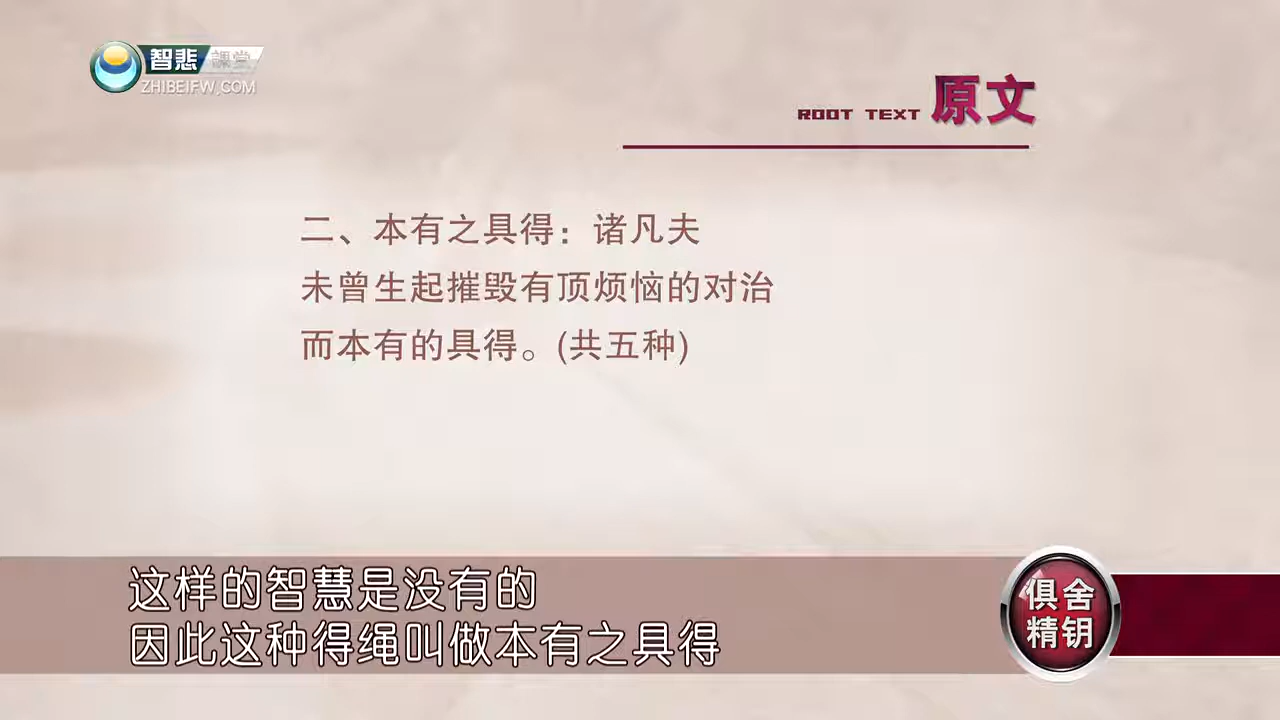 智悲課堂
ZHIBEIFW.COM
ROOT TEXT 原文
二、本有之具得：诸凡夫
未曾生起摧毁有顶烦恼的对治
而本有的具得。(共五种)
这样的智慧是没有的
因此这种得绳叫做本有之具得
俱舍
精钥